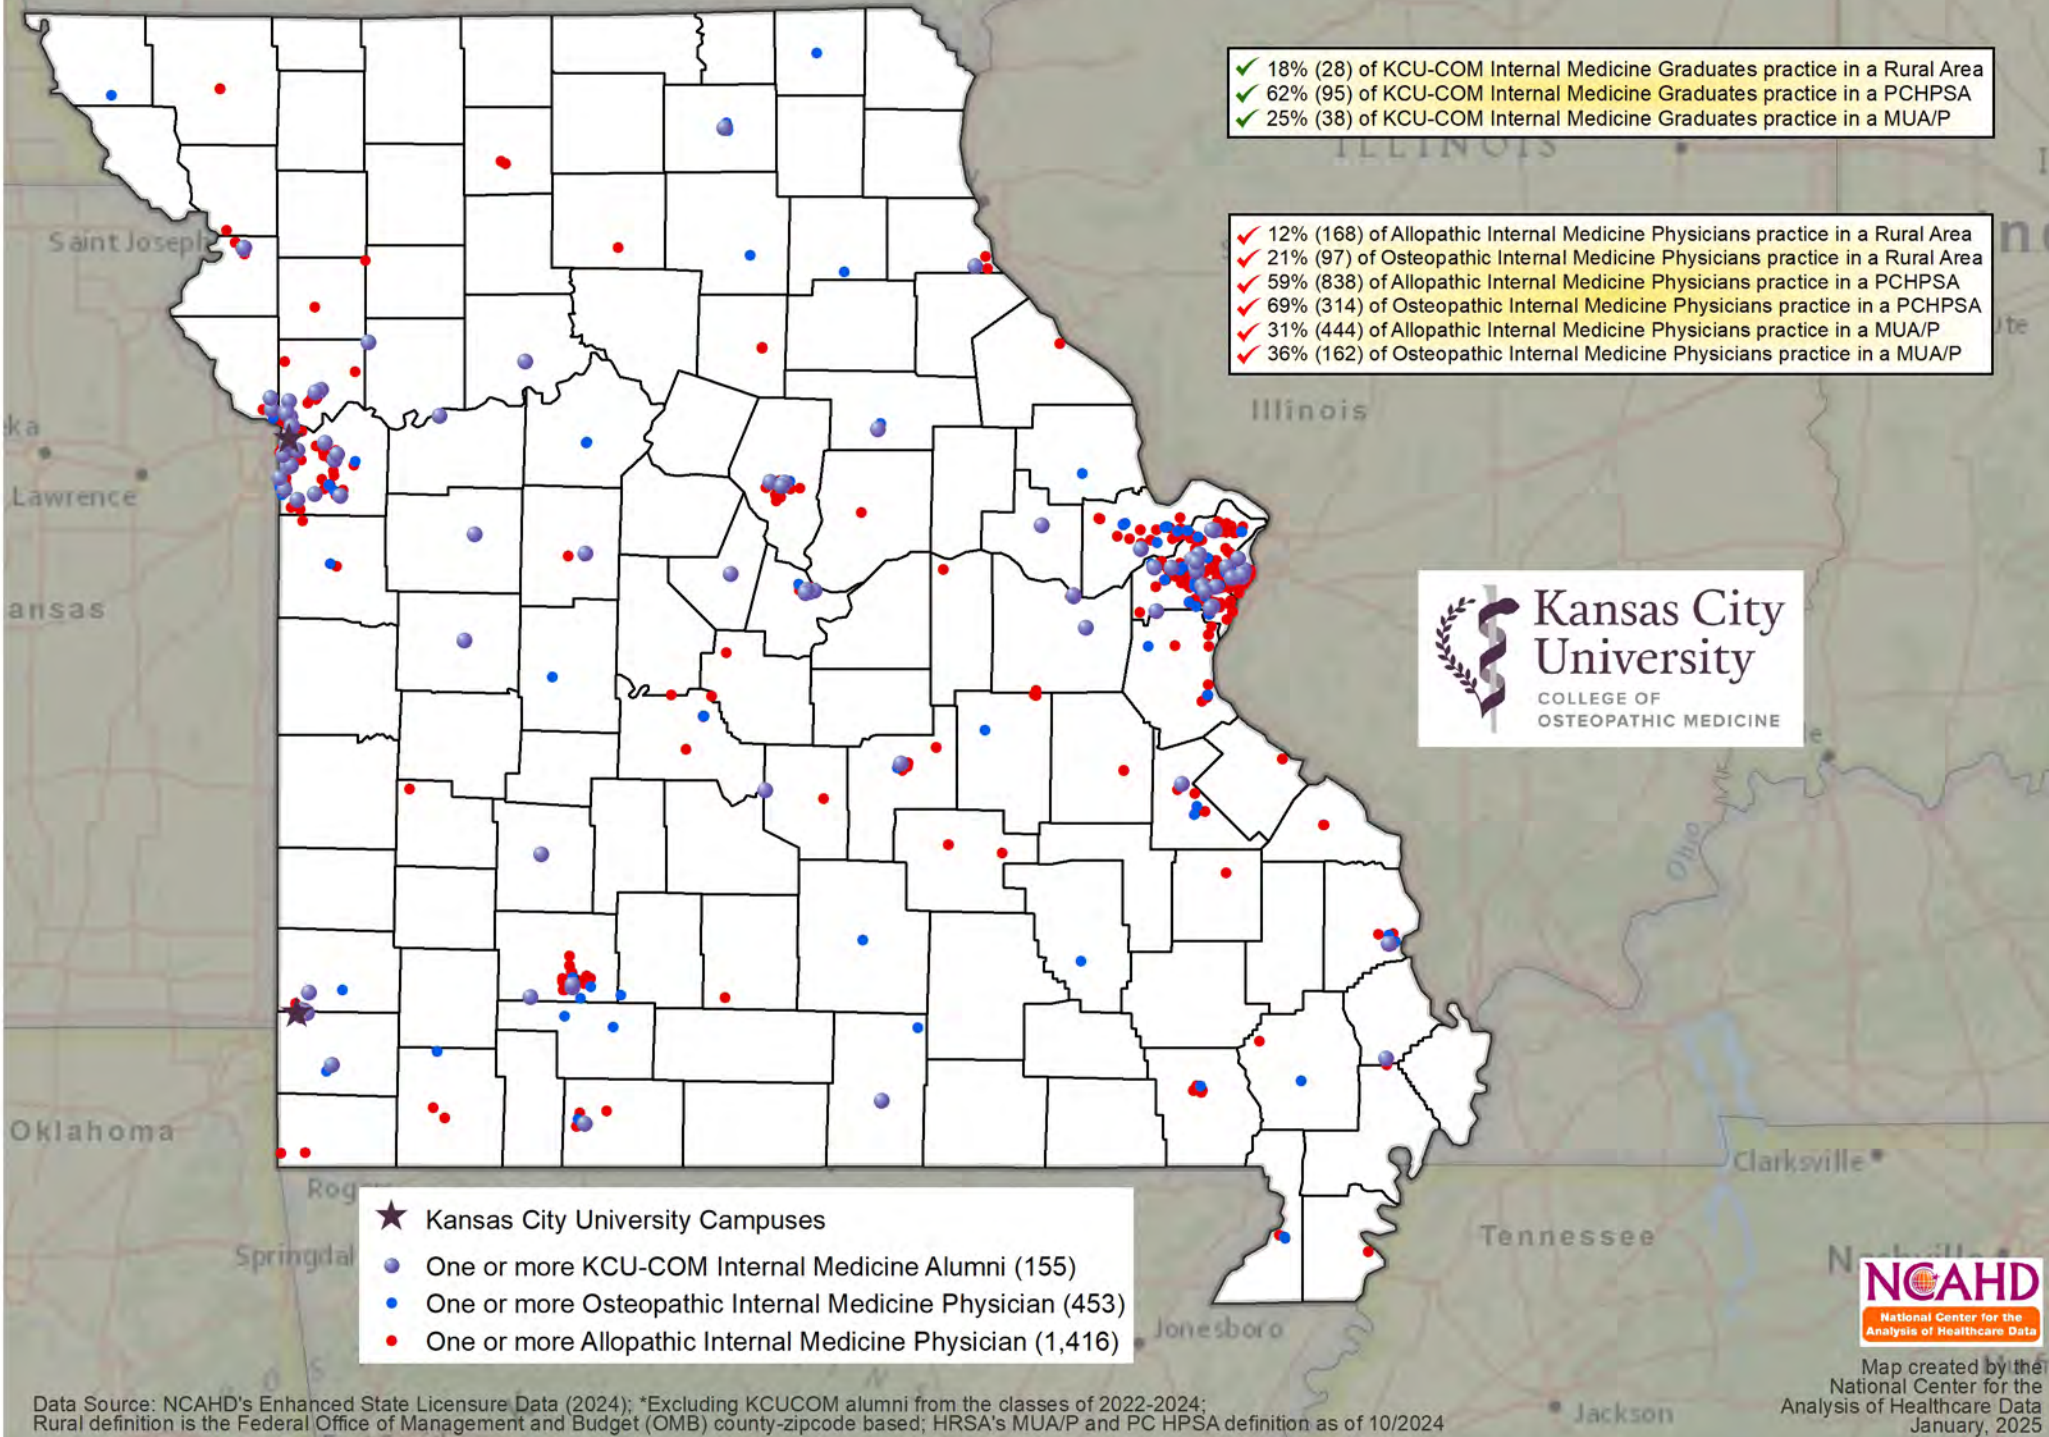 18% (28) of KCU-COM Internal Medicine Graduates practice in a Rural Area
62% (95) of KCU-COM Internal Medicine Graduates practice in a PCHPSA
25% (38) of KCU-COM Internal Medicine Graduates practice in a MUA/P
ILLINOIS
Saint Joseph
12% (168) of Allopathic Internal Medicine Physicians practice in a Rural Area
21% (97) of Osteopathic Internal Medicine Physicians practice in a Rural Area
59% (838) of Allopathic Internal Medicine Physicians practice in a PCHPSA
69% (314) of Osteopathic Internal Medicine Physicians practice in a PCHPSA
31% (444) of Allopathic Internal Medicine Physicians practice in a MUA/P
36% (162) of Osteopathic Internal Medicine Physicians practice in a MUA/P
Illinois
ka
Lawrence
ansas
Kansas City
University
COLLEGE OF
OSTEOPATHIC MEDICINE
Ohio
Oklahoma
Clarksville
Rog
Springdal
Tennessee
Nashville
Kansas City University Campuses
One or more KCU-COM Internal Medicine Alumni (155)
One or more Osteopathic Internal Medicine Physician (453)
One or more Allopathic Internal Medicine Physician (1,416)
NCAHD
National Center for the
Analysis of Healthcare Data
Jonesboro
Jackson
Map created by the
National Center for the
Analysis of Healthcare Data
January, 2025
Data Source: NCAHD's Enhanced State Licensure Data (2024); *Excluding KCUCOM alumni from the classes of 2022-2024;
Rural definition is the Federal Office of Management and Budget (OMB) county-zipcode based; HRSA's MUA/P and PC HPSA definition as of 10/2024